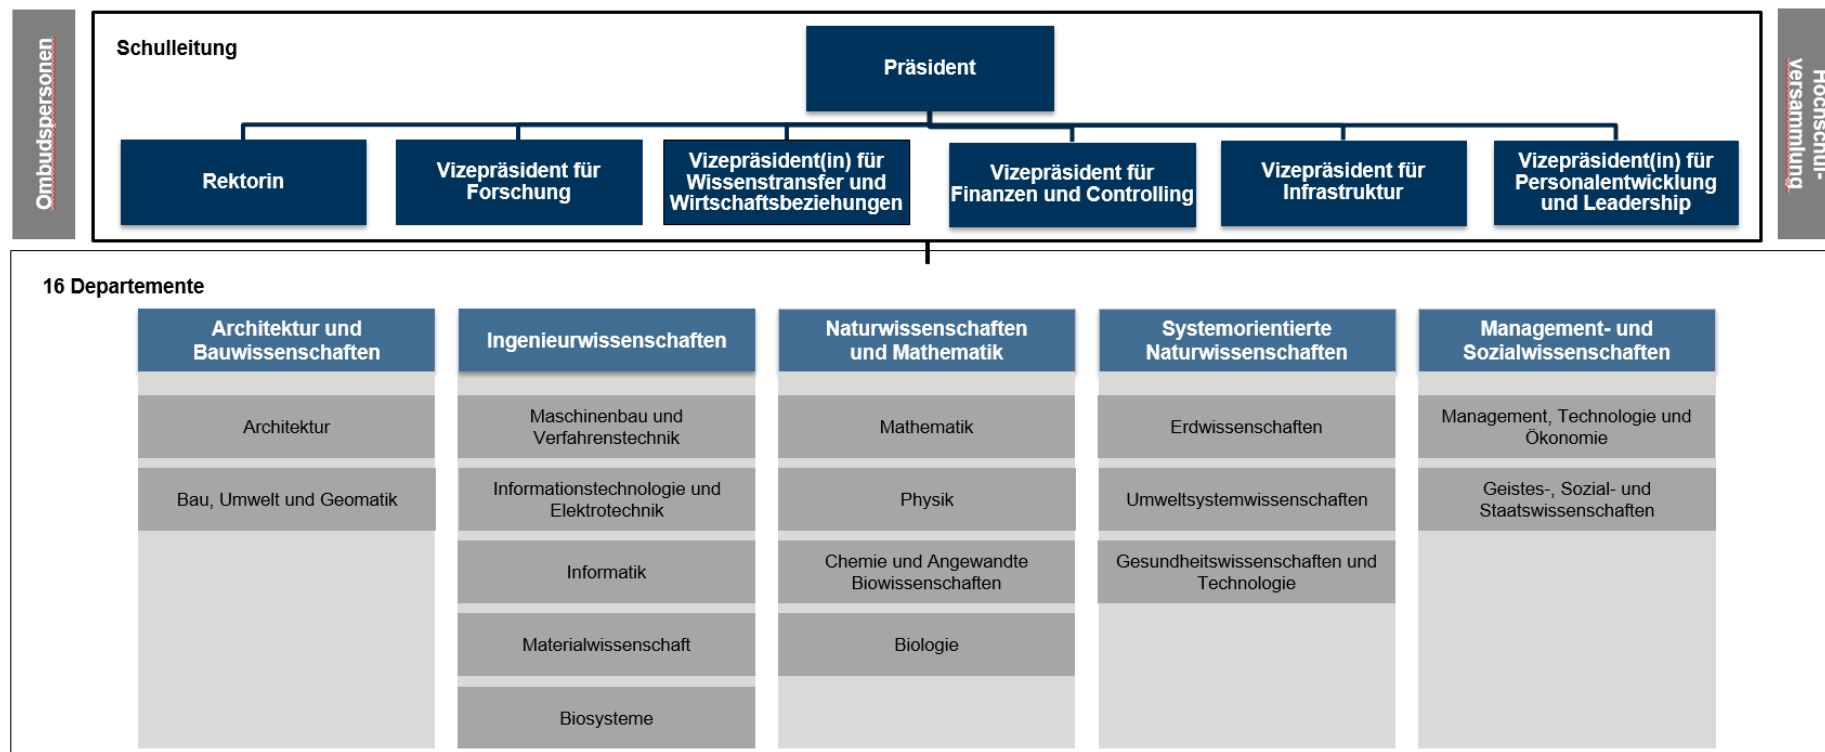 Ombudspersonen
Schulleitung
Präsident
Rektorin
Vizepräsident für
Forschung
Vizepräsident(in) für
Wissenstransfer und
Wirtschaftsbeziehungen
Vizepräsident für
Finanzen und Controlling
Vizepräsident für
Infrastruktur
Vizepräsident(in) für
Personalentwicklung
und Leadership
Hochschul-
versammlung
16 Departemente
Architektur und
Bauwissenschaften
Architektur
Bau, Umwelt und Geomatik
Ingenieurwissenschaften
Maschinenbau und
Verfahrenstechnik
Informationstechnologie und
Elektrotechnik
Informatik
Materialwissenschaft
Biosysteme
Naturwissenschaften
und Mathematik
Mathematik
Physik
Chemie und Angewandte
Biowissenschaften
Biologie
Systemorientierte
Naturwissenschaften
Erdwissenschaften
Umweltsystemwissenschaften
Gesundheitswissenschaften und
Technologie
Management- und
Sozialwissenschaften
Management, Technologie und
Ökonomie
Geistes-, Sozial- und
Staatswissenschaften